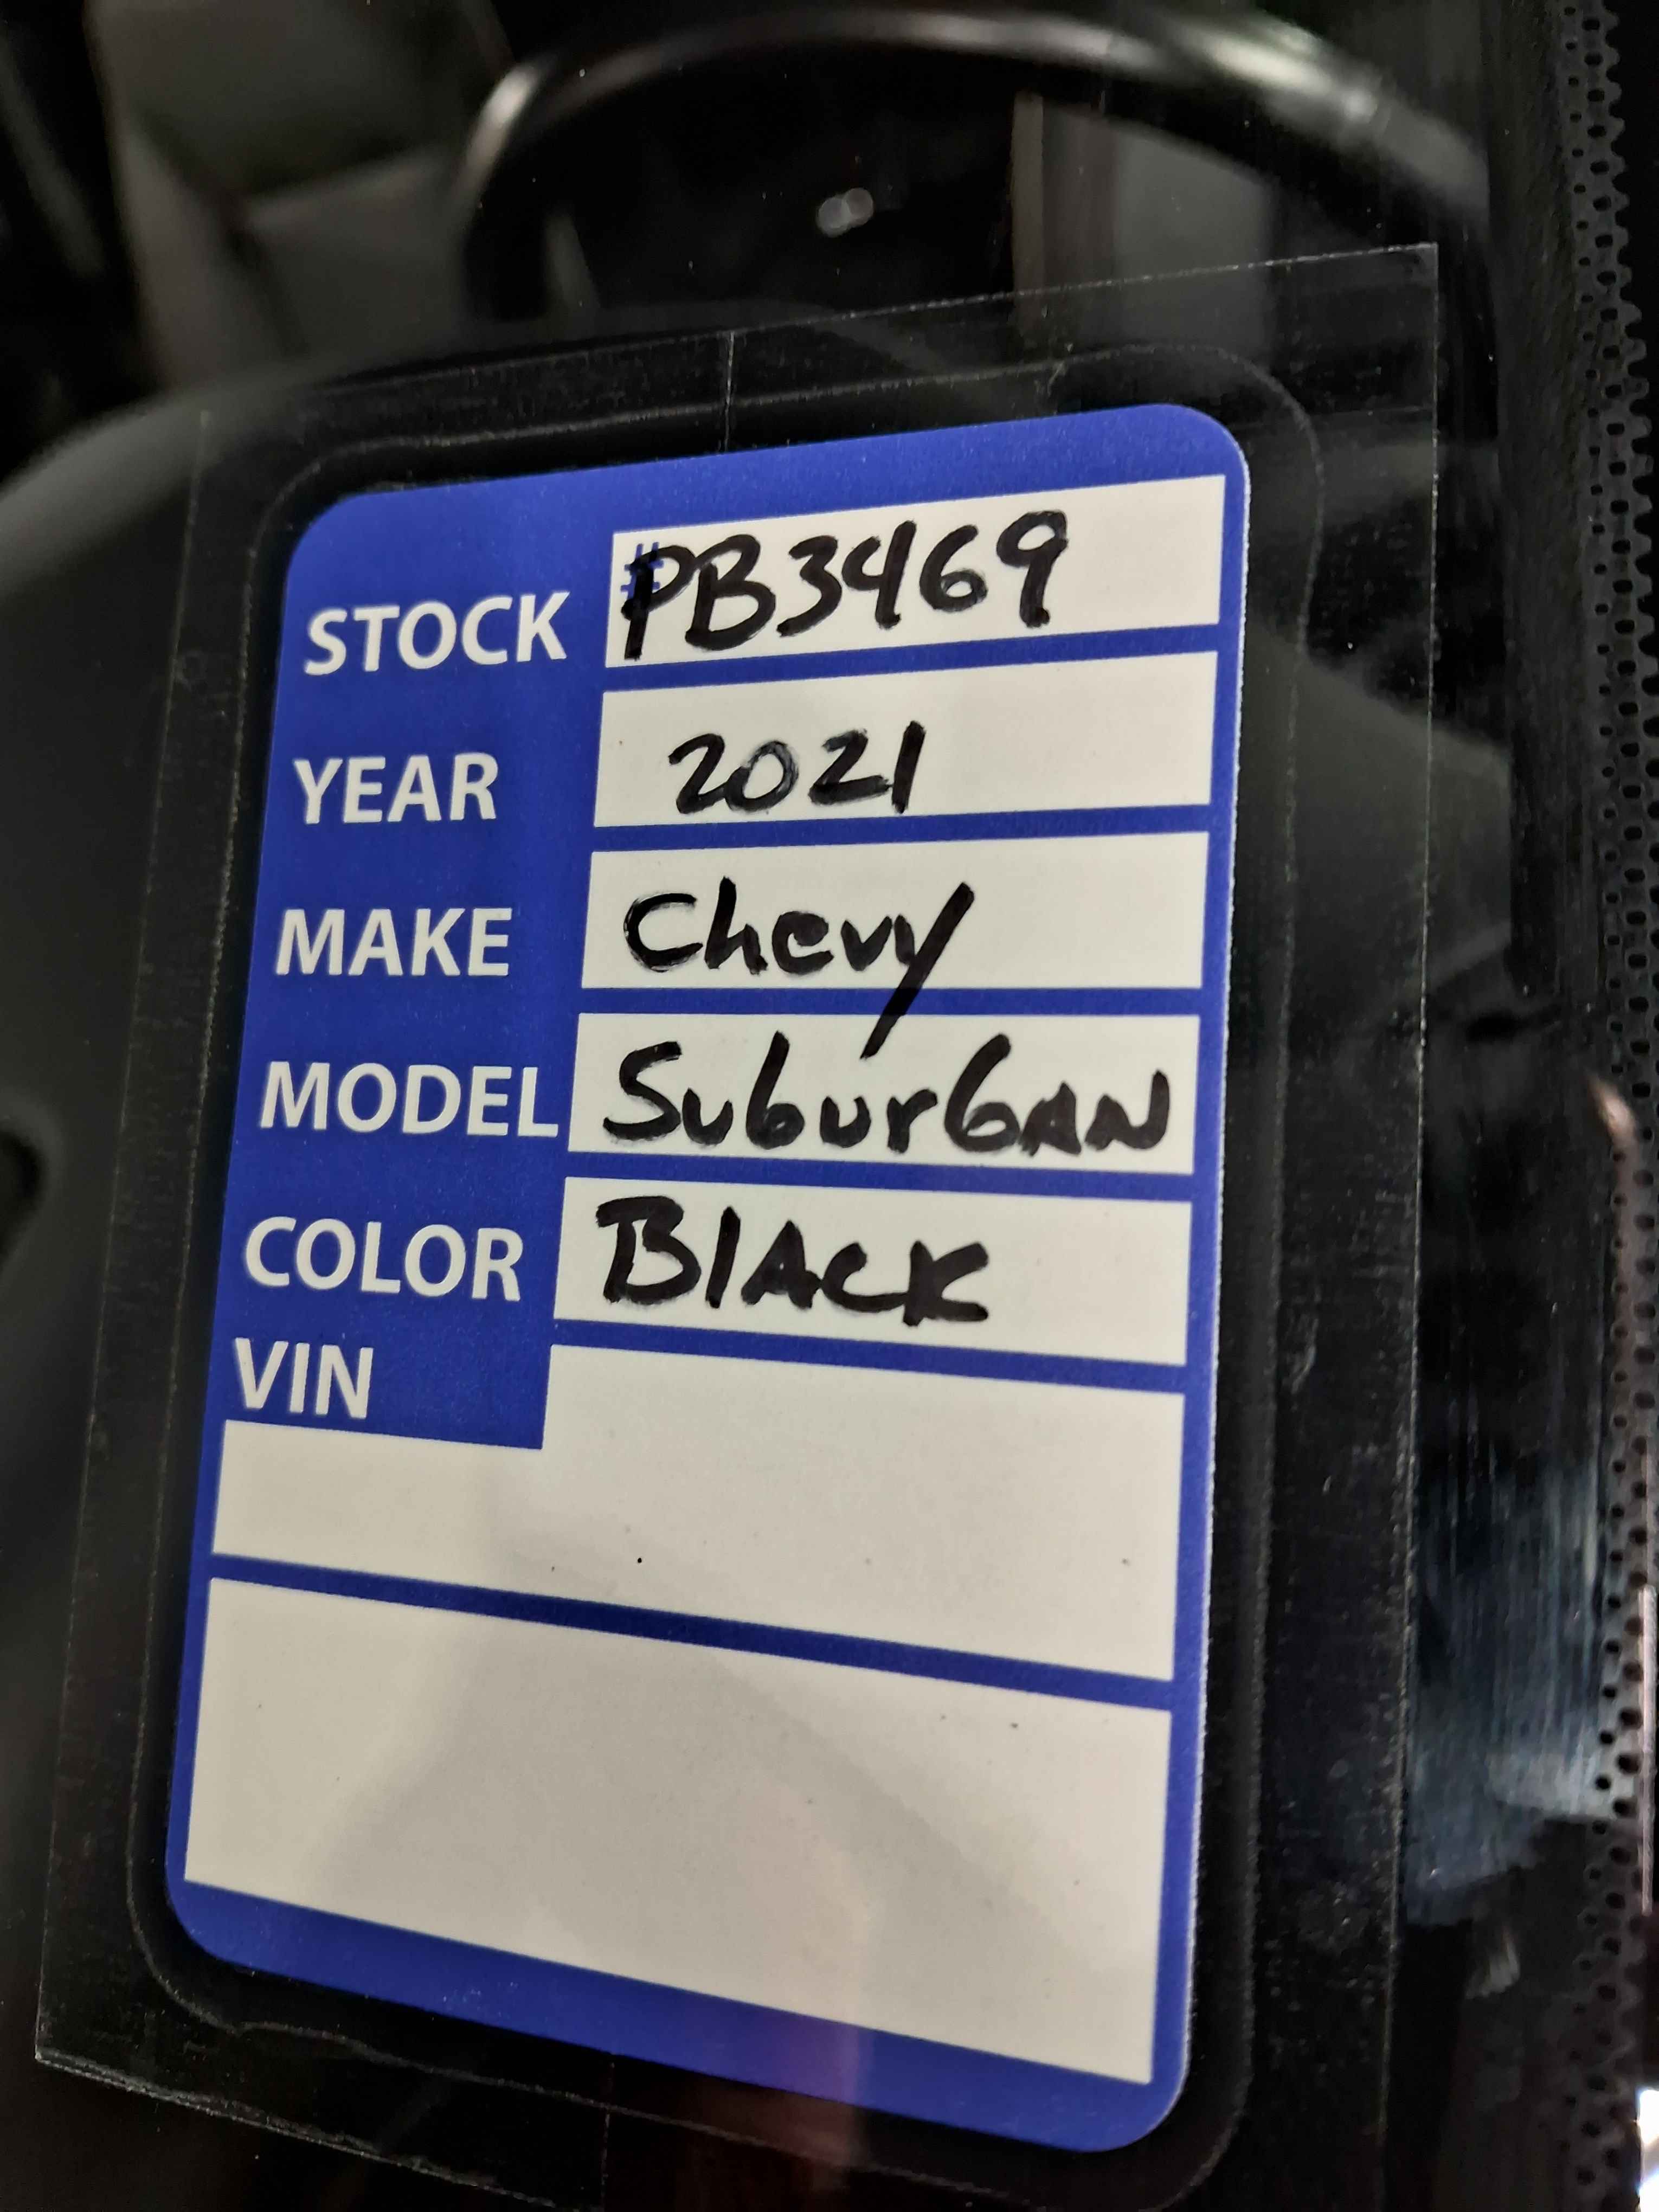 STOCK #PB3469
YEAR 2021
MAKE Chevy
MODEL SuburbAN
COLOR BlAcK
VIN